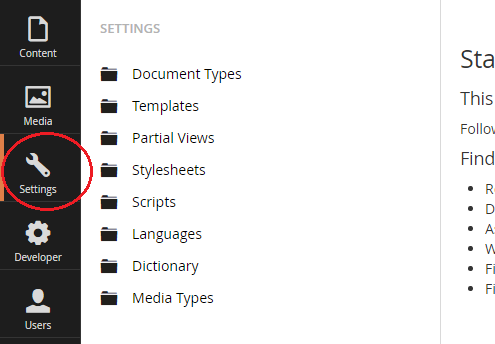 Content
Media
Settings
Developer
Users
SETTINGS
Document Types
Templates
Partial Views
Stylesheets
Scripts
Languages
Dictionary
Media Types
Sta
This
Follow
Find
R
D
A
W
Fi
Fi